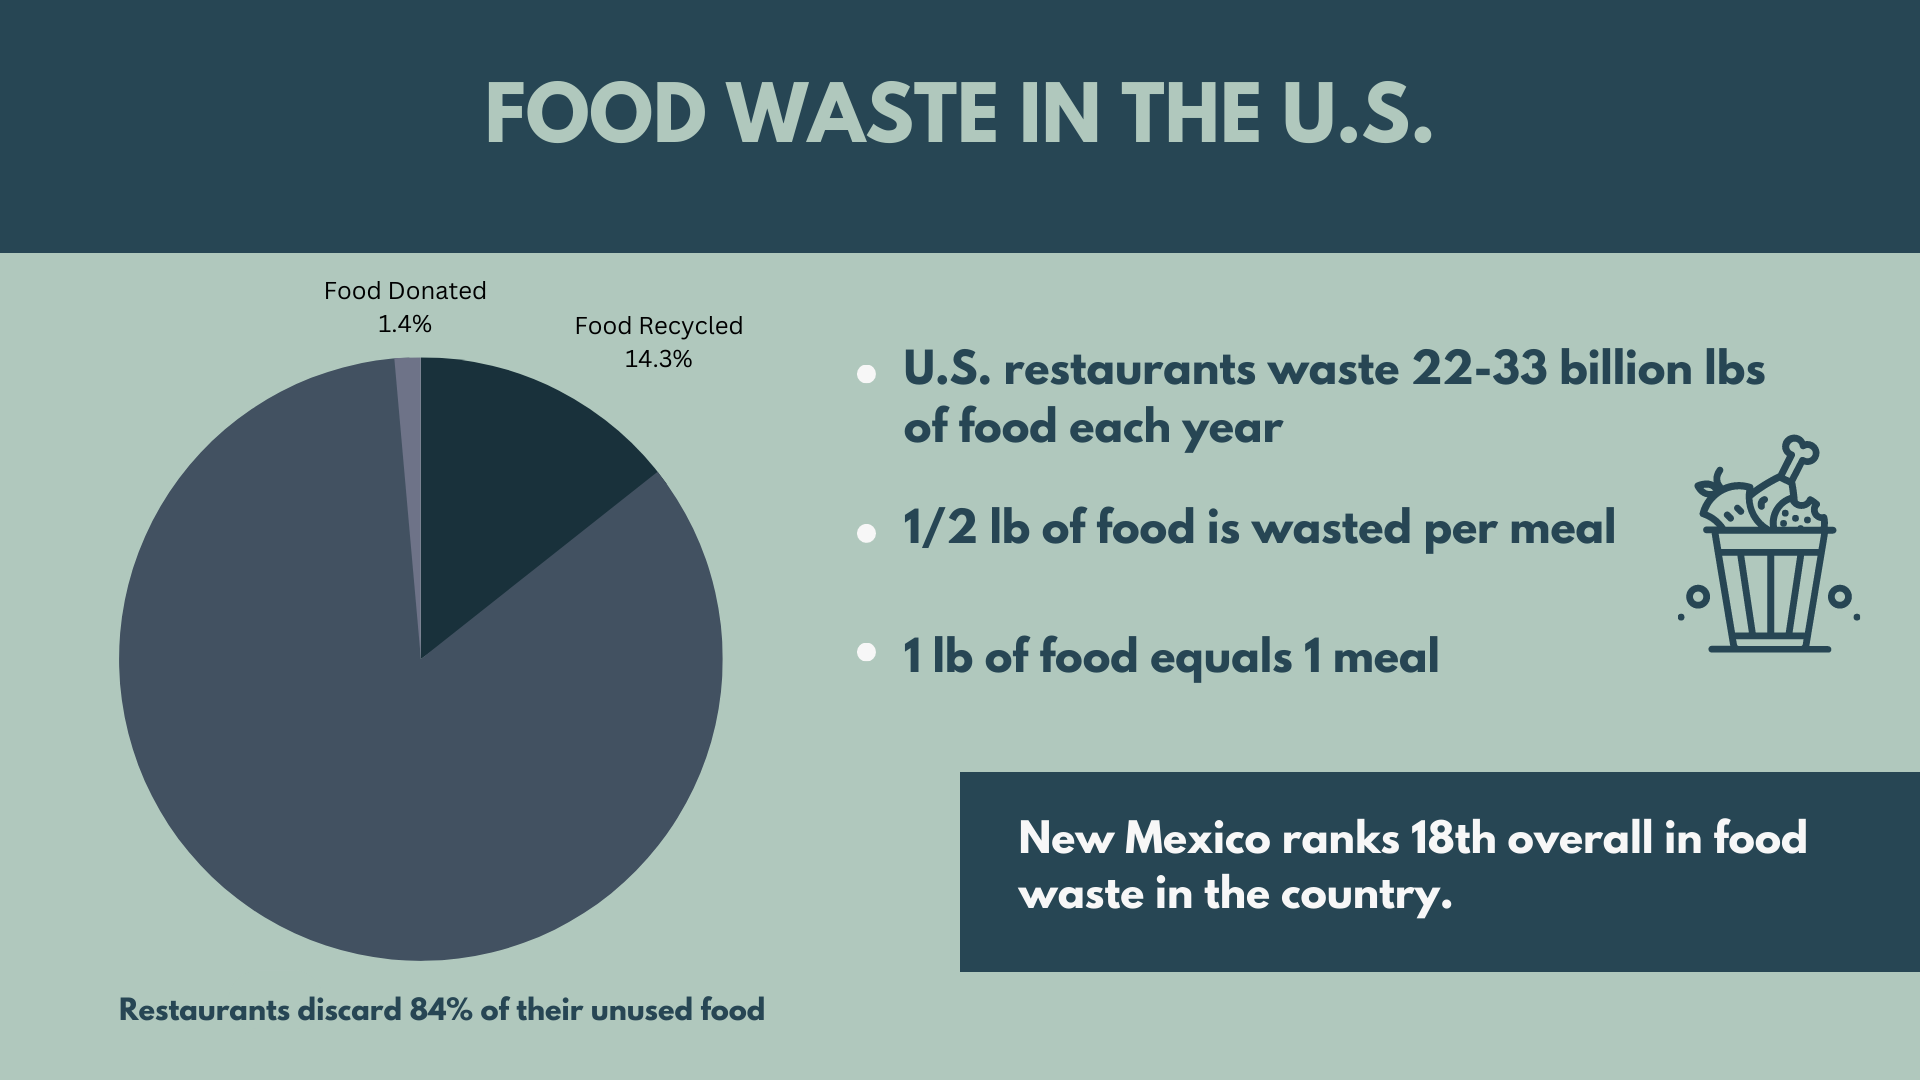 FOOD WASTE IN THE U.S.
Food Donated
1.4%
Food Recycled
14.3%
U.S. restaurants waste 22-33 billion lbs
of food each year
1/2 lb of food is wasted per meal
1 lb of food equals 1 meal
New Mexico ranks 18th overall in food
waste in the country.
Restaurants discard 84% of their unused food